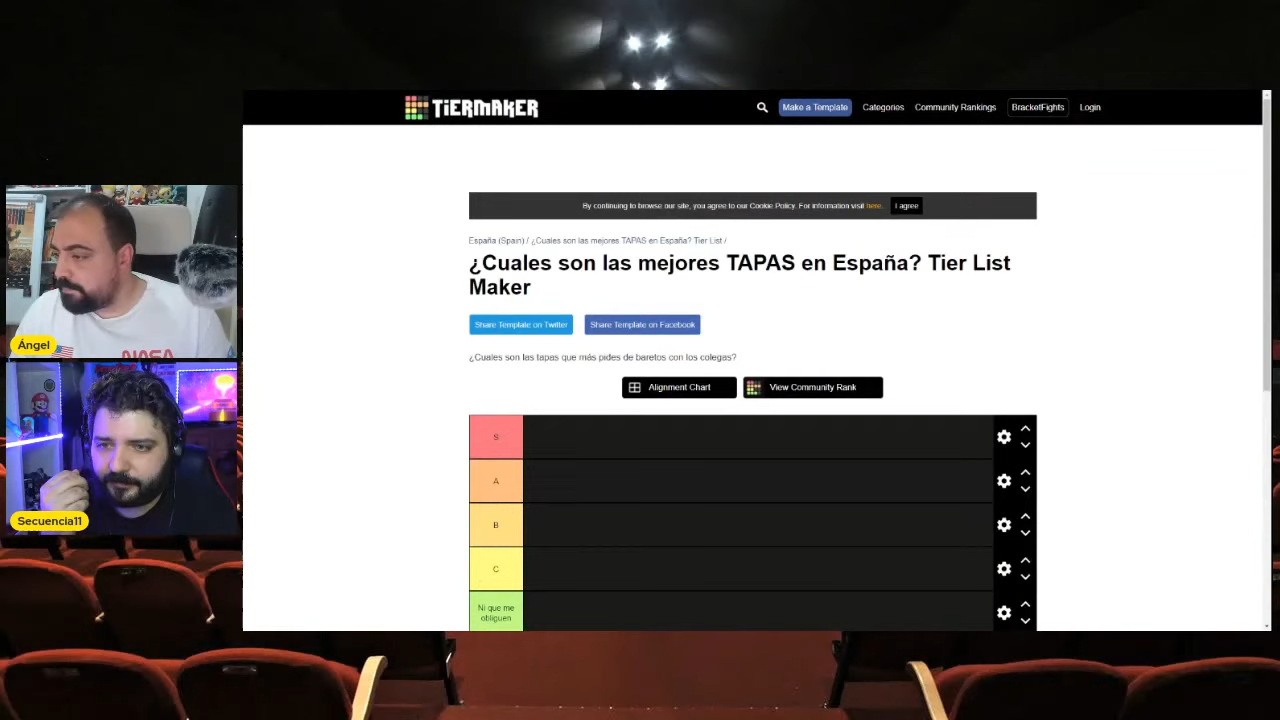 TiERMAKER
Make a Template
Categories
Community Rankings
BracketFights
Login
By continuing to browse our site, you agree to our Cookie Policy. For information visit here.
I agree
España (Spain) / ¿Cuales son las mejores TAPAS en España? Tier List /
¿Cuales son las mejores TAPAS en España? Tier List
Maker
Share Template on Twitter
Share Template on Facebook
¿Cuales son las tapas que más pides de baretos con los colegas?
Alignment Chart
View Community Rank
S
A
B
C
Ni que me
obliguen
NASA
Ángel
Secuencia11